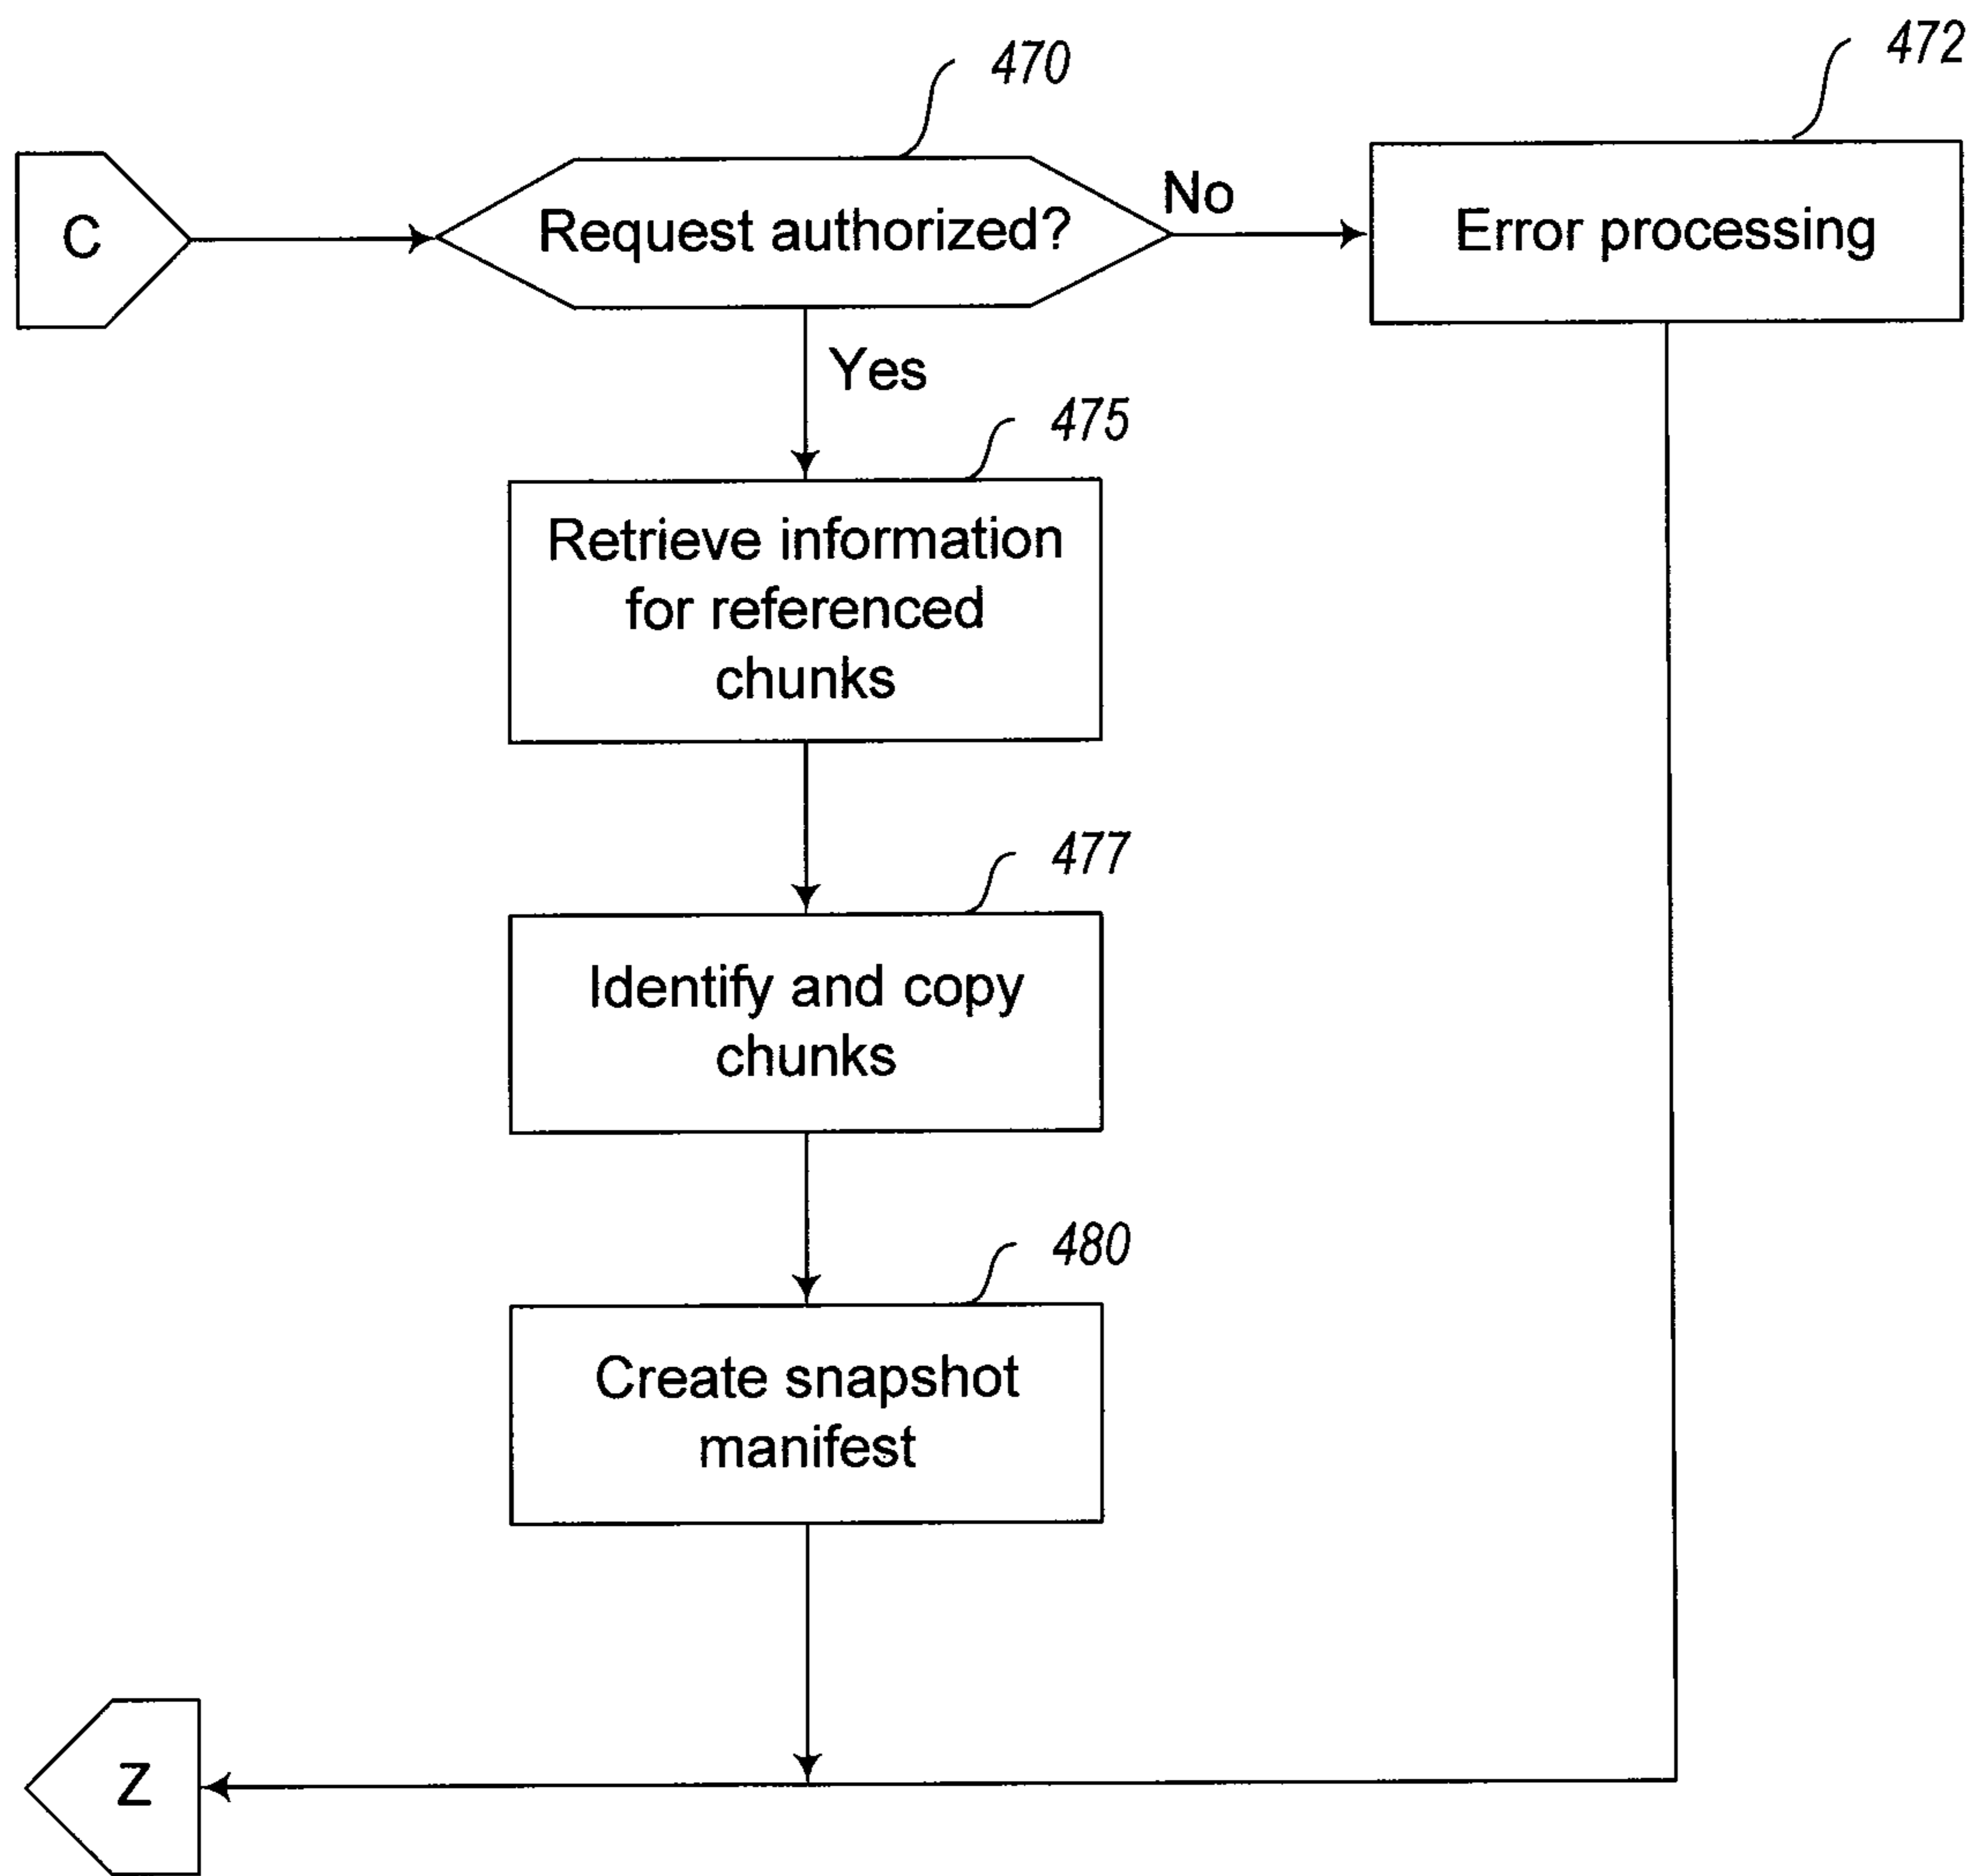 470
472
C
Request authorized?
No
Error processing
Yes
475
Retrieve information
for referenced
chunks
477
Identify and copy
chunks
480
Create snapshot
manifest
Z